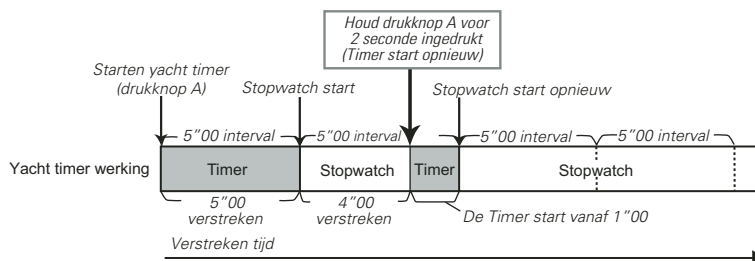 Houd drukknop A voor
2 seconde ingedrukt
(Timer start opnieuw)
Starten yacht timer
(drukknop A)
Stopwatch start
Stopwatch start opnieuw
5"00 interval
5"00 interval
5"00 interval
5"00 interval
Yacht timer werking
Timer
Stopwatch
Timer
Stopwatch
5"00
verstreken
4"00
verstreken
De Timer start vanaf 1"00
Verstreken tijd